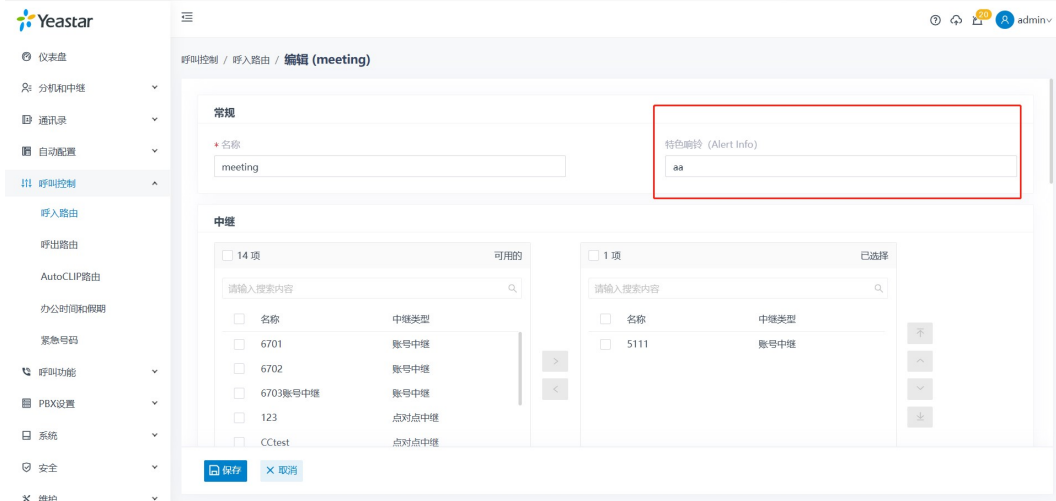 Yeastar
20
admin
仪表盘
分机和中继
通讯录
自动配置
呼叫控制
呼入路由
呼出路由
AutoCLIP路由
办公时间和假期
紧急号码
呼叫功能
PBX设置
系统
安全
维护
呼叫控制 / 呼入路由 / 编辑 (meeting)
常规
* 名称
meeting
特色响铃 (Alert Info)
aa
中继
14 项 可用的
请输入搜索内容
名称 中继类型
6701 账号中继
6702 账号中继
6703账号中继 账号中继
123 点对点中继
CCtest 点对点中继
> 
<
1 项 已选择
请输入搜索内容
名称 中继类型
5111 账号中继
保存 × 取消